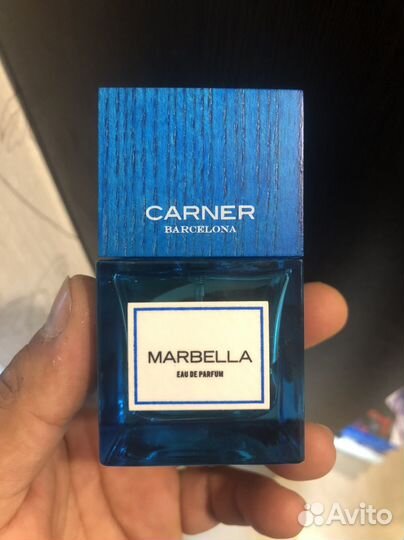 CARNER
BARCELONA
MARBELLA
EAU DE PARFUM
Avito